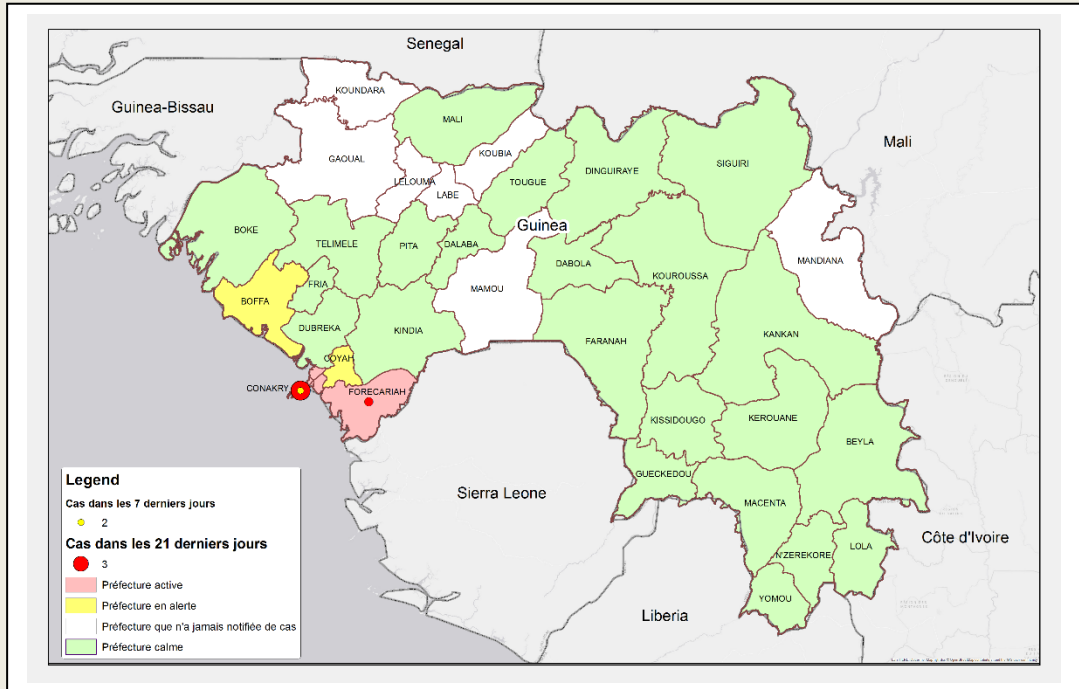 Senegal
KOUNDARA
Guinea-Bissau
MALI
Mali
KOUBIA
SIGUIRI
GAOUAL
DINGUIRAYE
LELOUMA
TOUGUE
LABE
Guinea
BOKE
TELIMELE
PITA
DALABA
MANDIANA
DABOLA
KOUROUSSA
FRIA
MAMOU
BOFFA
DUBREKA
KINDIA
KANKAN
FARANAH
COYAH
CONAKRY
FORECARIAH
KISSIDOUGO
KEROUANE
BEYLA
GUECKEDOU
Sierra Leone
MACENTA
Côte d'Ivoire
LOLA
N'ZEREKORE
YOMOU
Liberia
Legend
Cas dans les 7 derniers jours
2
Cas dans les 21 derniers jours
3
Préfecture active
Préfecture en alerte
Préfecture que n'a jamais notifiée de cas
Préfecture calme